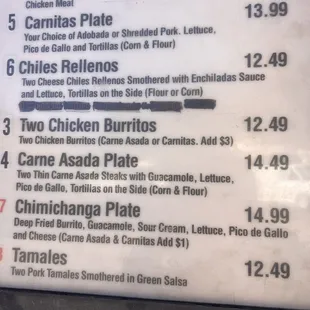 Chicken Meat
5 Carnitas Plate 13.99
Your Choice of Adobada or Shredded Pork. Lettuce,
Pico de Gallo and Tortillas (Corn & Flour)
6 Chiles Rellenos 12.49
Two Cheese Chiles Rellenos Smothered with Enchiladas Sauce
and Lettuce, Tortillas on the Side (Flour or Corn)
3 Two Chicken Burritos 12.49
Two Chicken Burritos (Carne Asada or Carnitas. Add $3)
4 Carne Asada Plate 14.49
Two Thin Carne Asada Steaks with Guacamole, Lettuce,
Pico de Gallo, Tortillas on the Side (Corn & Flour)
7 Chimichanga Plate 14.99
Deep Fried Burrito, Guacamole, Sour Cream, Lettuce, Pico de Gallo
and Cheese (Carne Asada & Carnitas Add $1)
Tamales 12.49
Two Pork Tamales Smothered in Green Salsa